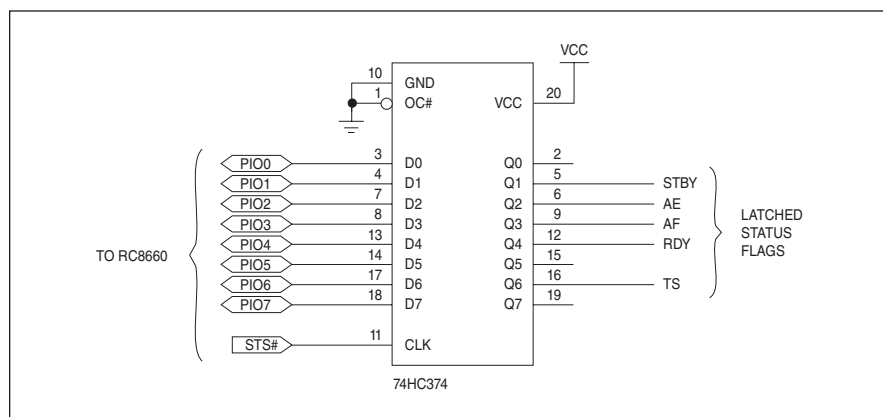 VCC
10 GND
1 OC# VCC 20
PIO0 3 D0 Q0 2
PIO1 4 D1 Q1 5 STBY
PIO2 7 D2 Q2 6 AE
PIO3 8 D3 Q3 9 AF
PIO4 13 D4 Q4 12 RDY
PIO5 14 D5 Q5 15
PIO6 17 D6 Q6 16 TS
PIO7 18 D7 Q7 19
TO RC8660
LATCHED
STATUS
FLAGS
STS# 11 CLK
74HC374